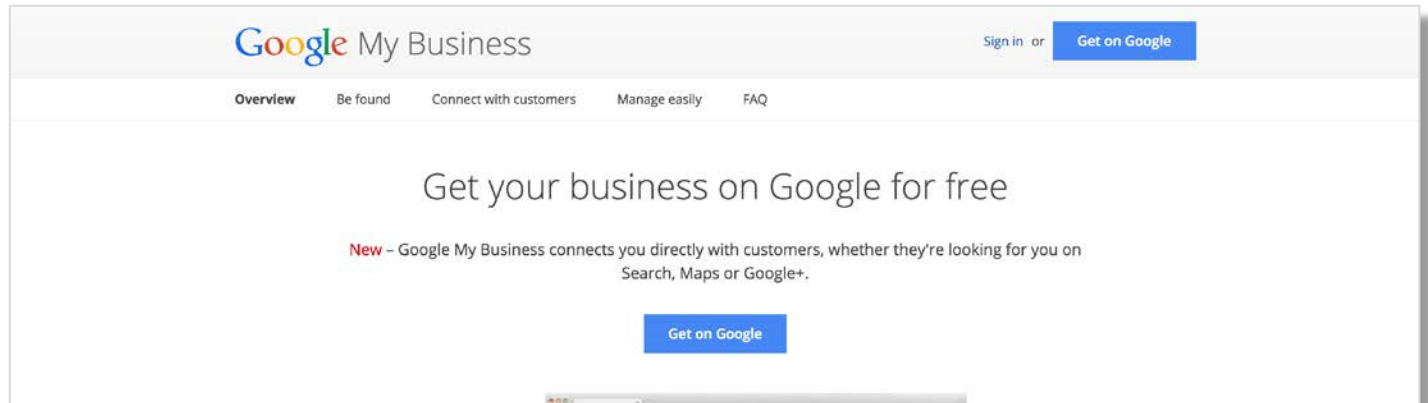 Google My Business
Sign in or Get on Google
Overview Be found Connect with customers Manage easily FAQ
Get your business on Google for free
New – Google My Business connects you directly with customers, whether they're looking for you on
Search, Maps or Google+.
Get on Google